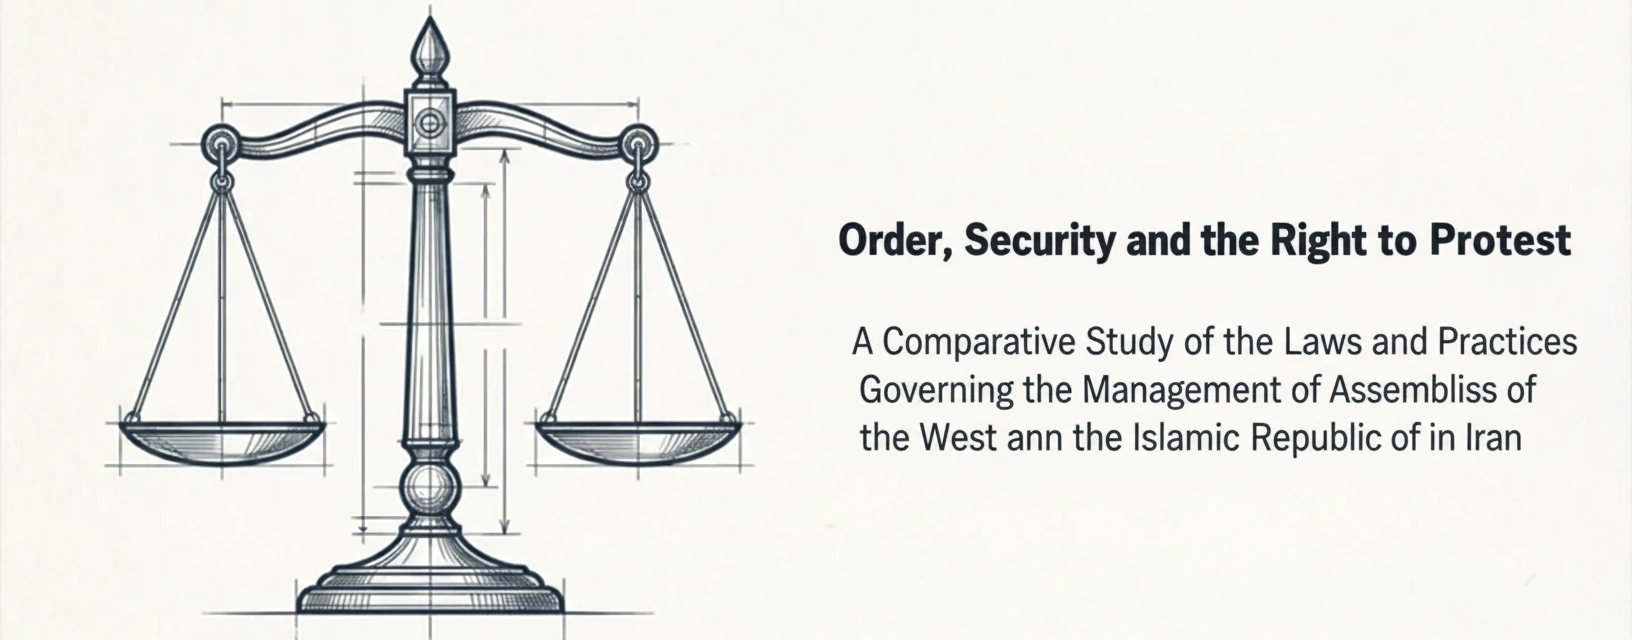 Order, Security and the Right to Protest
A Comparative Study of the Laws and Practices
Governing the Management of Assembliss of
the West ann the Islamic Republic of in Iran